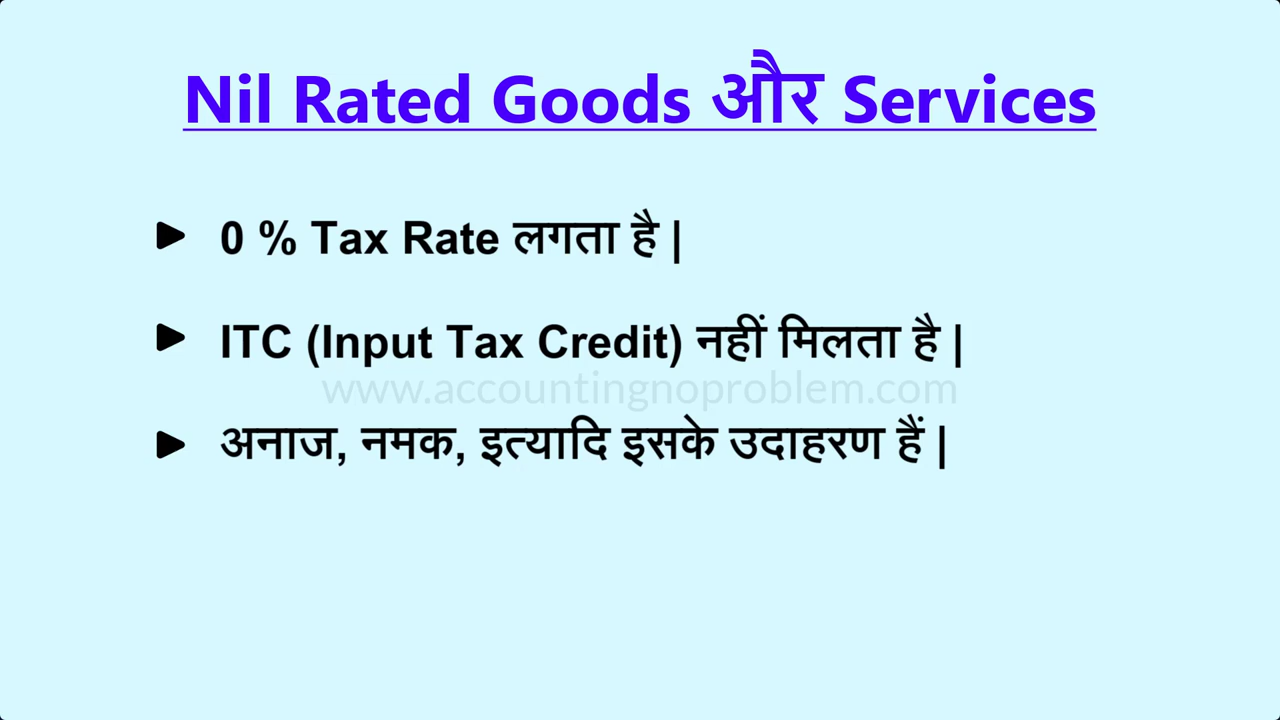 Nil Rated Goods और Services
0 % Tax Rate लगता है |
ITC (Input Tax Credit) नहीं मिलता है |
www.accountingnoproblem.com
अनाज, नमक, इत्यादि इसके उदाहरण हैं |